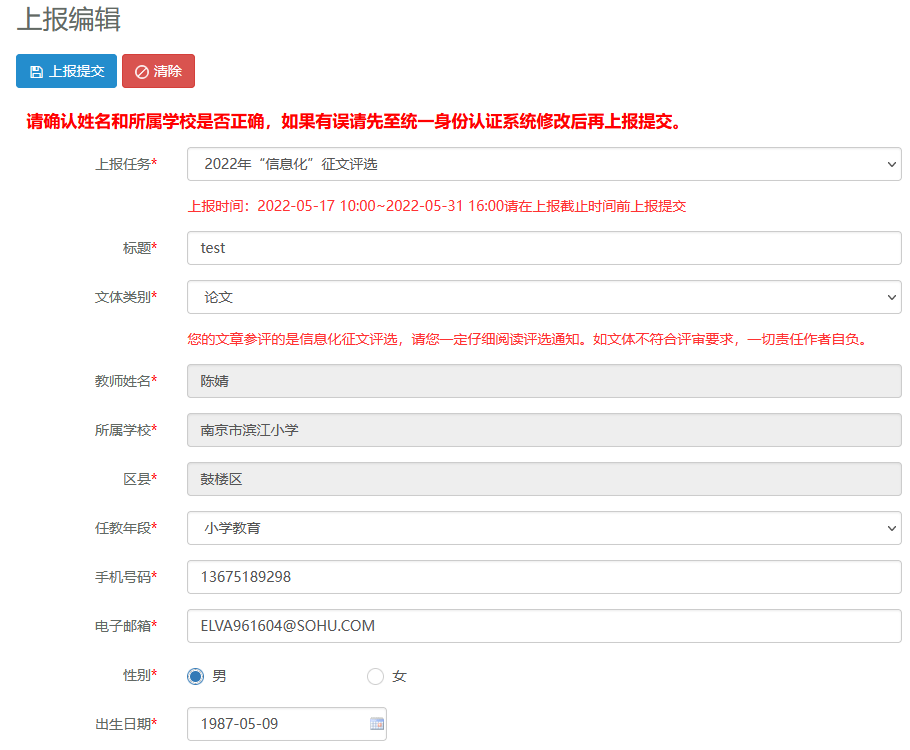 上报编辑
上报提交 清除
请确认姓名和所属学校是否正确，如果有误请先至统一身份认证系统修改后再上报提交。
上报任务* 2022年“信息化”征文评选
上报时间：2022-05-17 10:00~2022-05-31 16:00请在上报截止时间前上报提交
标题* test
文体类别* 论文
您的文章参评的是信息化征文评选，请您一定仔细阅读评选通知。如文体不符合评审要求，一切责任作者自负。
教师姓名* 陈婧
所属学校* 南京市滨江小学
区县* 鼓楼区
任教年段* 小学教育
手机号码* 13675189298
电子邮箱* ELVA961604@SOHU.COM
性别* 男 女
出生日期* 1987-05-09